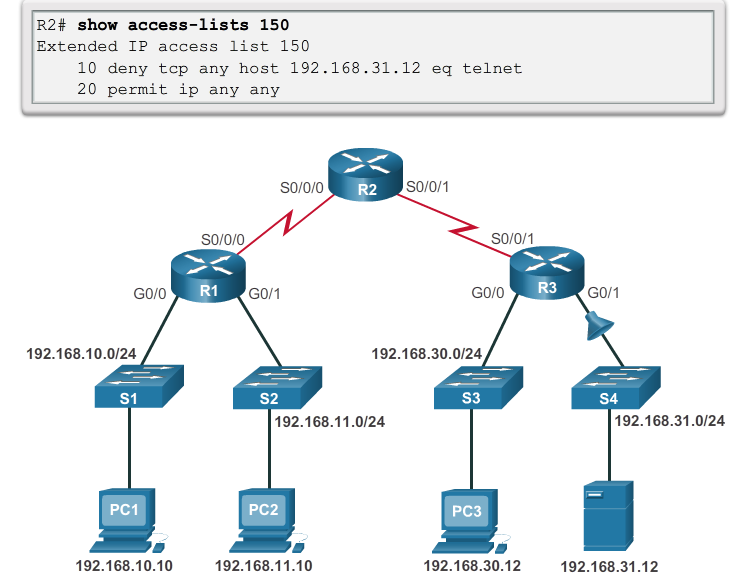 R2# show access-lists 150
Extended IP access list 150
10 deny tcp any host 192.168.31.12 eq telnet
20 permit ip any any
S0/0/0
R2
S0/0/1
S0/0/0
S0/0/1
G0/0
R1
G0/1
G0/0
R3
G0/1
192.168.10.0/24
192.168.30.0/24
S1
S2
S3
S4
192.168.11.0/24
192.168.31.0/24
PC1
PC2
PC3
192.168.10.10
192.168.11.10
192.168.30.12
192.168.31.12